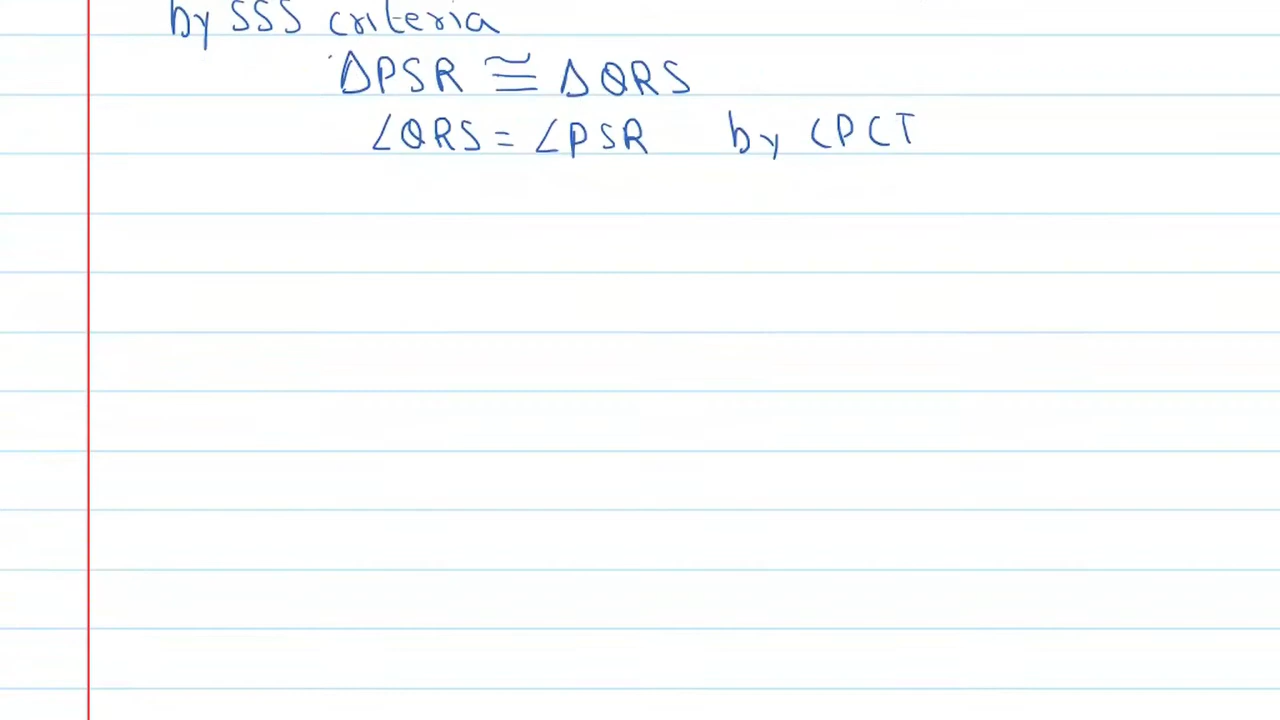 by SSS criteria
ΔPSR ≅ ΔQRS
∠QRS = ∠PSR by CPCT